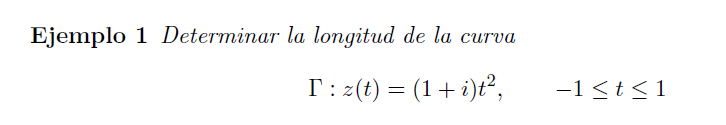 Ejemplo 1 Determinar la longitud de la curva
Γ : z(t) = (1 + i)t², −1 ≤ t ≤ 1